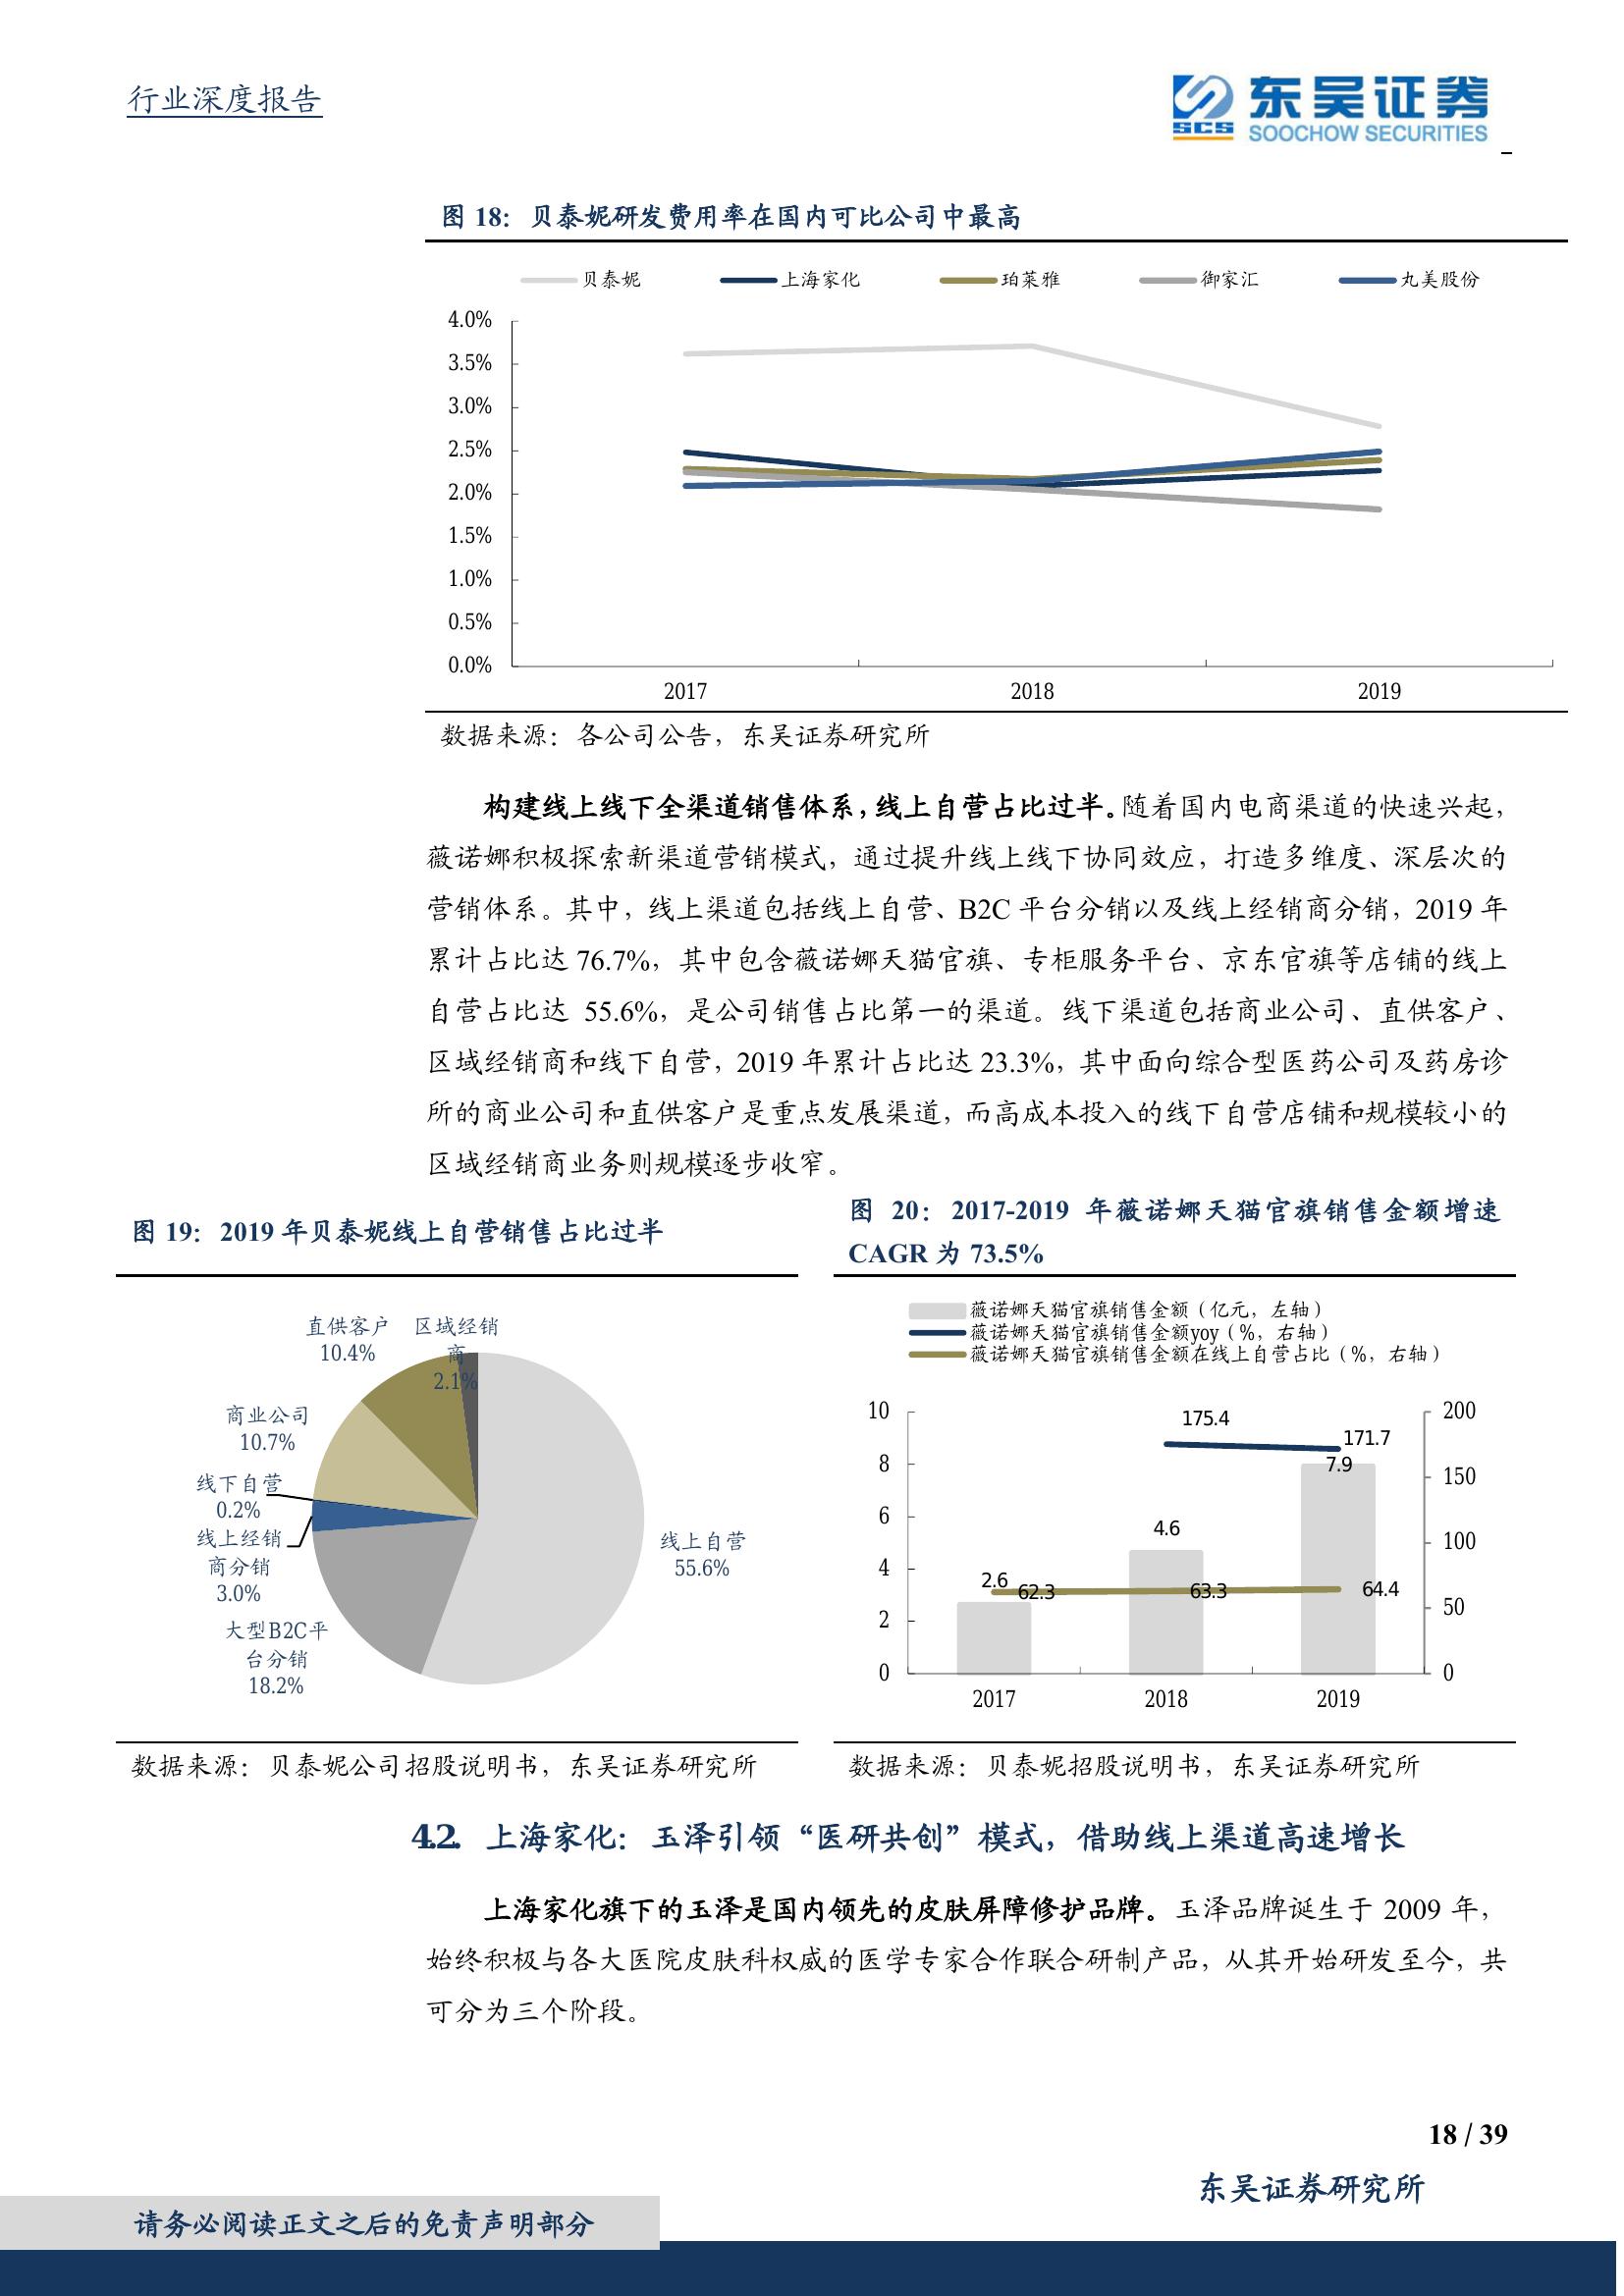 行业深度报告
东吴证券
SCS
SOOCHOW SECURITIES
图 18：贝泰妮研发费用率在国内可比公司中最高
贝泰妮 上海家化 珀莱雅 御家汇 丸美股份
4.0%
3.5%
3.0%
2.5%
2.0%
1.5%
1.0%
0.5%
0.0%
2017 2018 2019
数据来源：各公司公告，东吴证券研究所
构建线上线下全渠道销售体系，线上自营占比过半。随着国内电商渠道的快速兴起，
薇诺娜积极探索新渠道营销模式，通过提升线上线下协同效应，打造多维度、深层次的
营销体系。其中，线上渠道包括线上自营、B2C 平台分销以及线上经销商分销，2019 年
累计占比达 76.7%，其中包含薇诺娜天猫官旗、专柜服务平台、京东官旗等店铺的线上
自营占比达 55.6%，是公司销售占比第一的渠道。线下渠道包括商业公司、直供客户、
区域经销商和线下自营，2019 年累计占比达 23.3%，其中面向综合型医药公司及药房诊
所的商业公司和直供客户是重点发展渠道，而高成本投入的线下自营店铺和规模较小的
区域经销商业务则规模逐步收窄。
图 19：2019 年贝泰妮线上自营销售占比过半
直供客户
10.4%
区域经销
商
2.1%
商业公司
10.7%
线下自营
0.2%
线上经销
商分销
3.0%
大型B2C平
台分销
18.2%
线上自营
55.6%
数据来源：贝泰妮公司招股说明书，东吴证券研究所
图 20：2017-2019 年薇诺娜天猫官旗销售金额增速
CAGR 为 73.5%
薇诺娜天猫官旗销售金额（亿元，左轴）
薇诺娜天猫官旗销售金额yoy（%，右轴）
薇诺娜天猫官旗销售金额在线上自营占比（%，右轴）
10
8
6
4
2
0
175.4
171.7
7.9
4.6
2.6
62.3
63.3
64.4
200
150
100
50
0
2017 2018 2019
数据来源：贝泰妮招股说明书，东吴证券研究所
4.2. 上海家化：玉泽引领“医研共创”模式，借助线上渠道高速增长
上海家化旗下的玉泽是国内领先的皮肤屏障修护品牌。玉泽品牌诞生于 2009 年，
始终积极与各大医院皮肤科权威的医学专家合作联合研制产品，从其开始研发至今，共
可分为三个阶段。
18 / 39
东吴证券研究所
请务必阅读正文之后的免责声明部分